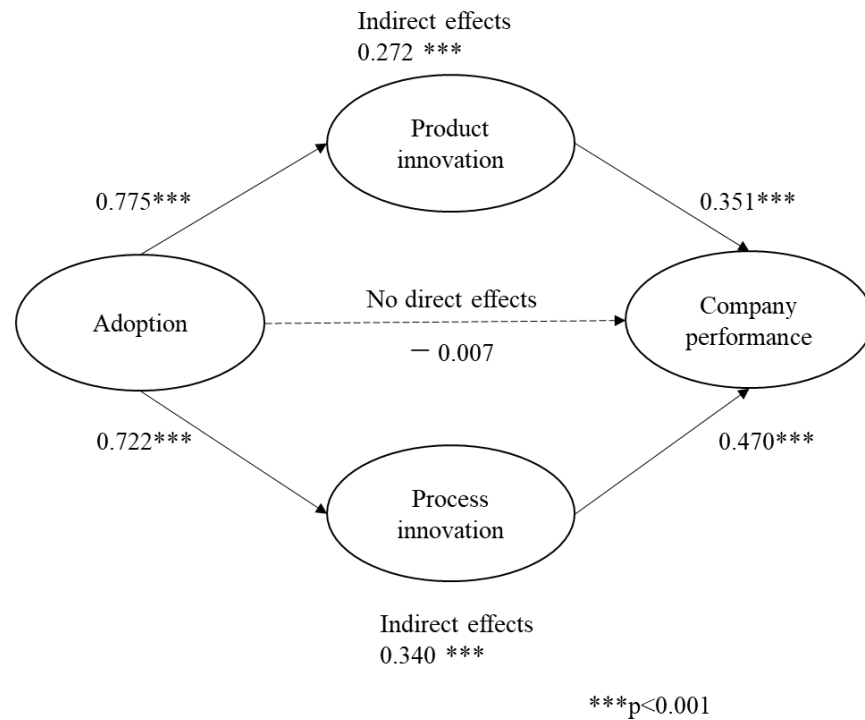 Indirect effects
0.272 ***
Product
innovation
0.775***
0.351***
Adoption
No direct effects
− 0.007
Company
performance
0.722***
0.470***
Process
innovation
Indirect effects
0.340 ***
***p<0.001